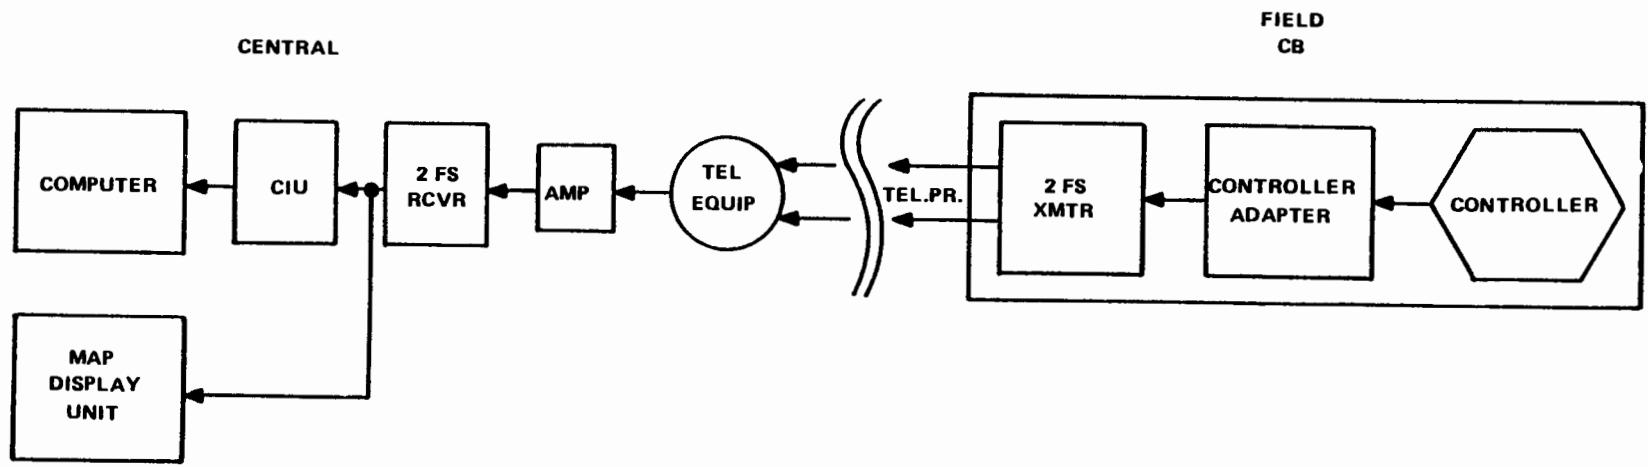 CENTRAL
FIELD
CB
COMPUTER
CIU
2 FS
RCVR
AMP
TEL
EQUIP
TEL.PR.
2 FS
XMTR
CONTROLLER
ADAPTER
CONTROLLER
MAP
DISPLAY
UNIT